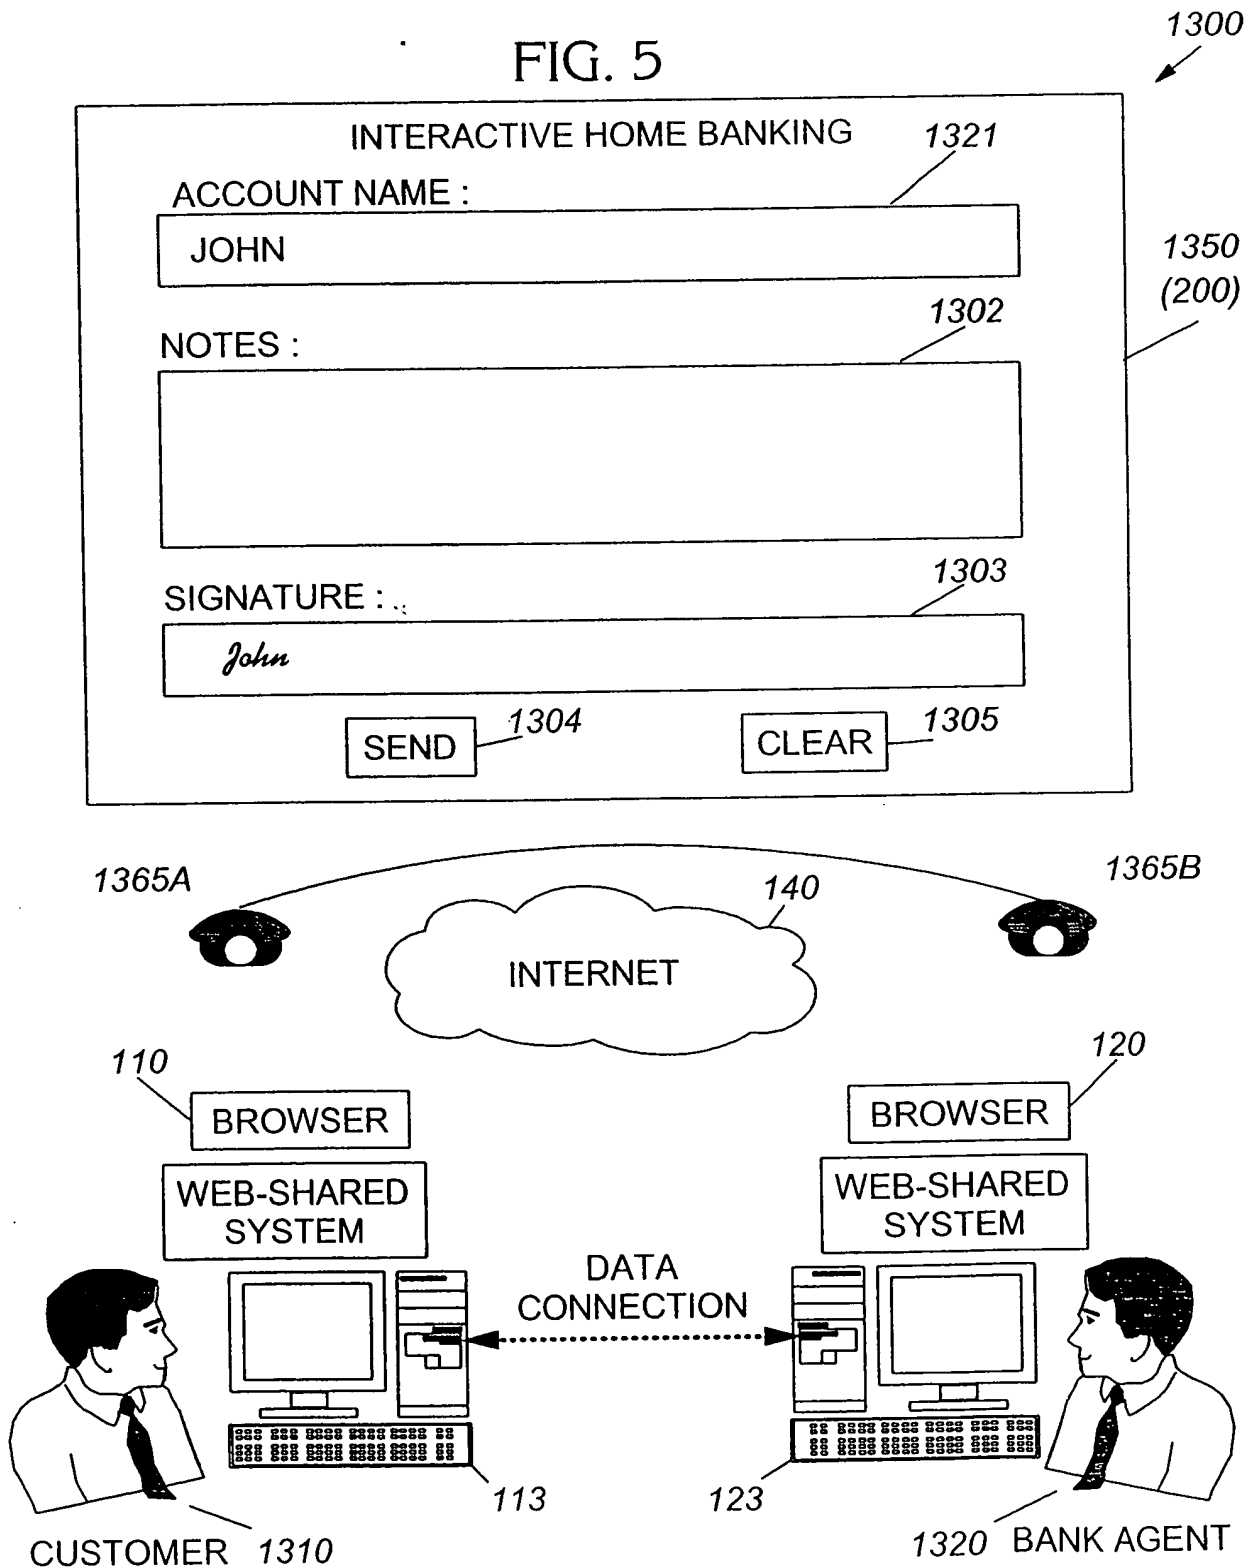 1300
FIG. 5
INTERACTIVE HOME BANKING
1321
ACCOUNT NAME :
JOHN
1350
(200)
1302
NOTES :
1303
SIGNATURE :
John
SEND
1304
CLEAR
1305
1365A
1365B
140
INTERNET
110
120
BROWSER
BROWSER
WEB-SHARED
SYSTEM
WEB-SHARED
SYSTEM
DATA
CONNECTION
113
123
CUSTOMER 1310
1320 BANK AGENT